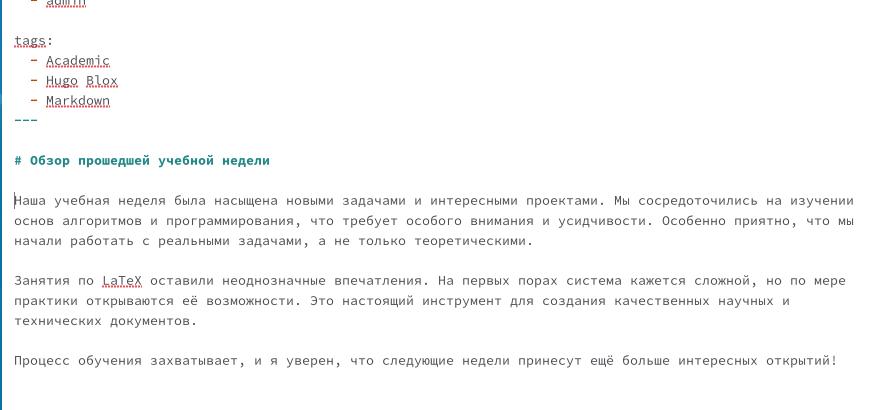 - admin
tags:
- Academic
- Hugo Blox
- Markdown
---
# Обзор прошедшей учебной недели
Наша учебная неделя была насыщена новыми задачами и интересными проектами. Мы сосредоточились на изучении
основ алгоритмов и программирования, что требует особого внимания и усидчивости. Особенно приятно, что мы
начали работать с реальными задачами, а не только теоретическими.
Занятия по LaTeX оставили неоднозначные впечатления. На первых порах система кажется сложной, но по мере
практики открываются её возможности. Это настоящий инструмент для создания качественных научных и
технических документов.
Процесс обучения захватывает, и я уверен, что следующие недели принесут ещё больше интересных открытий!